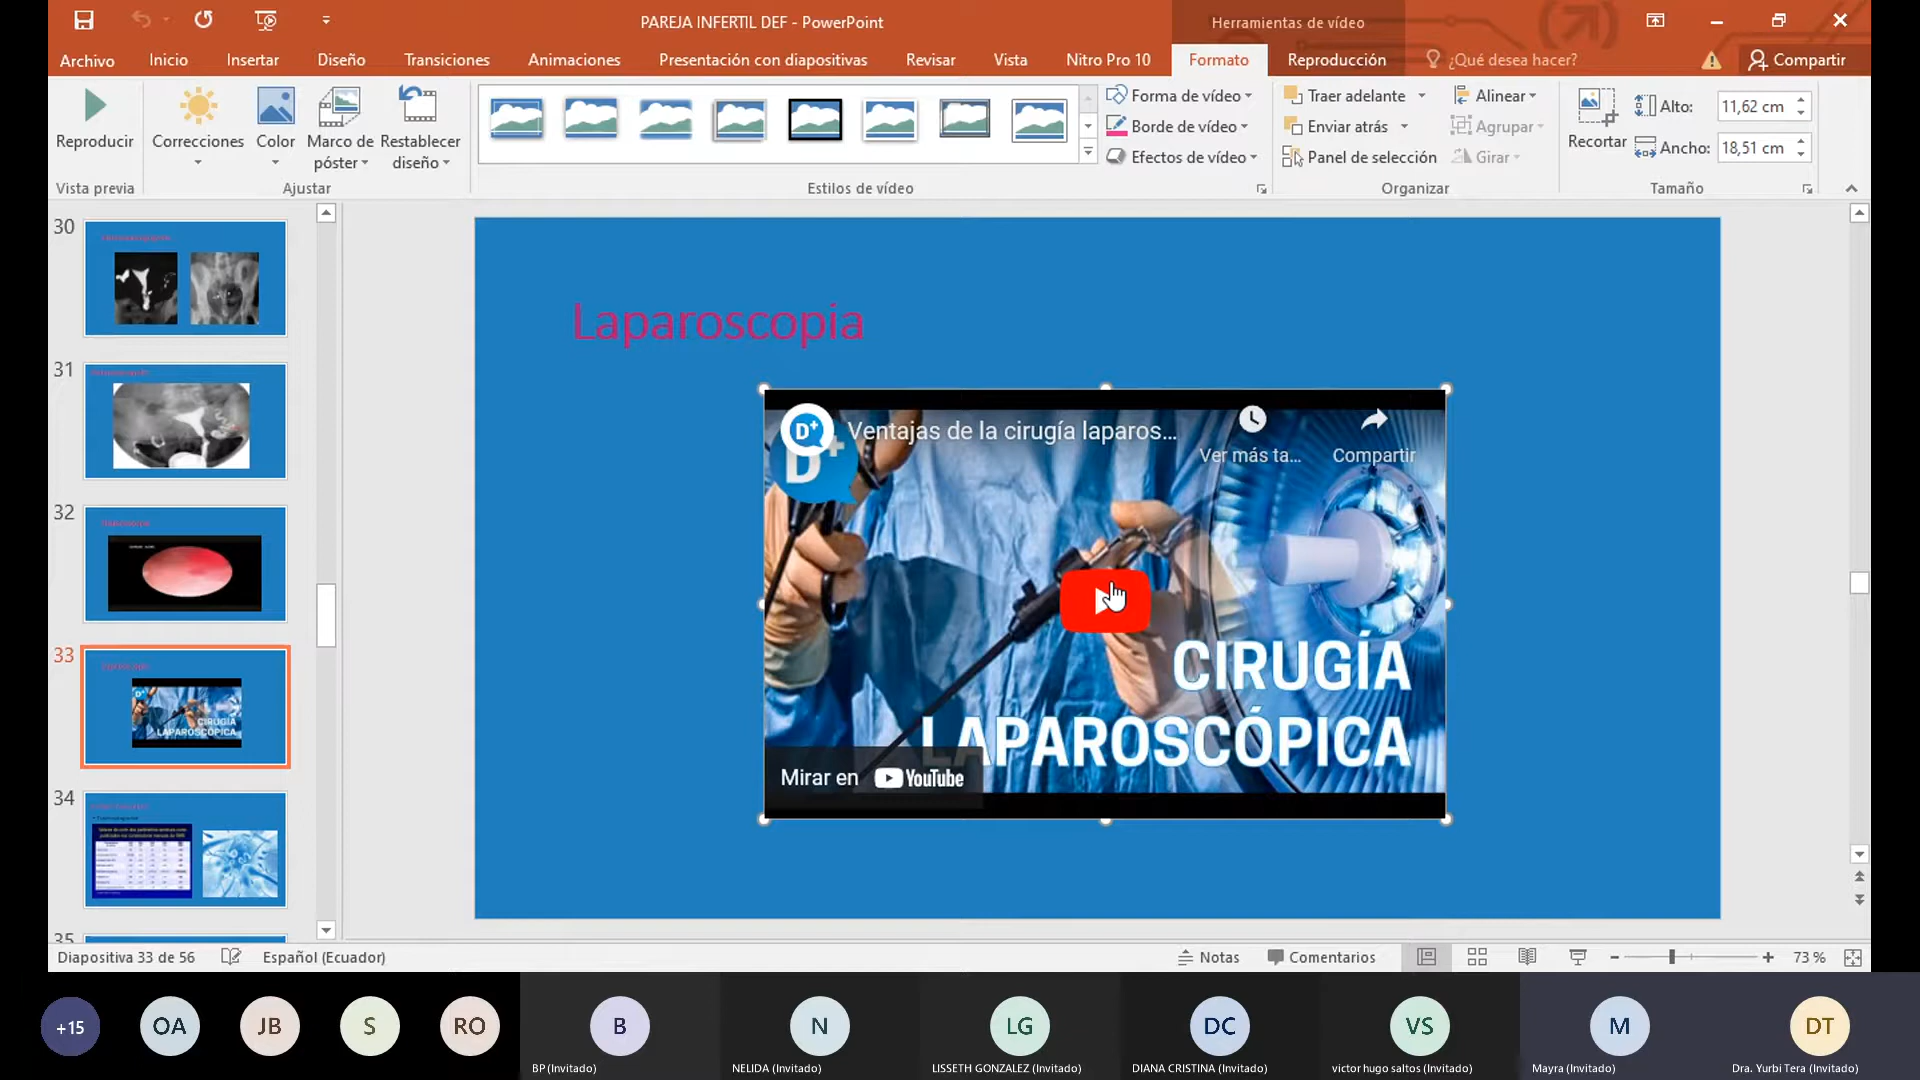 PAREJA INFERTIL DEF - PowerPoint
Herramientas de vídeo
Archivo
Inicio
Insertar
Diseño
Transiciones
Animaciones
Presentación con diapositivas
Revisar
Vista
Nitro Pro 10
Formato
Reproducción
¿Qué desea hacer?
Compartir
Reproducir
Vista previa
Correcciones
Color
Marco de
póster
Restablecer
diseño
Ajustar
Estilos de vídeo
Forma de vídeo
Borde de vídeo
Efectos de vídeo
Traer adelante
Enviar atrás
Panel de selección
Alinear
Agrupar
Girar
Organizar
Recortar
Alto:
11,62 cm
Ancho:
18,51 cm
Tamaño
30
31
32
33
CIRUGÍA
LAPAROSCÓPICA
34
35
Laparoscopia
D+
Ventajas de la cirugía laparos...
Ver más ta...
Compartir
CIRUGÍA
LAPAROSCÓPICA
Mirar en YouTube
Diapositiva 33 de 56
Español (Ecuador)
Notas
Comentarios
73 %
+15
OA
JB
S
RO
B
BP (Invitado)
N
NELIDA (Invitado)
LG
LISSETH GONZALEZ (Invitado)
DC
DIANA CRISTINA (Invitado)
VS
victor hugo saltos (Invitado)
M
Mayra (Invitado)
DT
Dra. Yurbi Tera (Invitado)